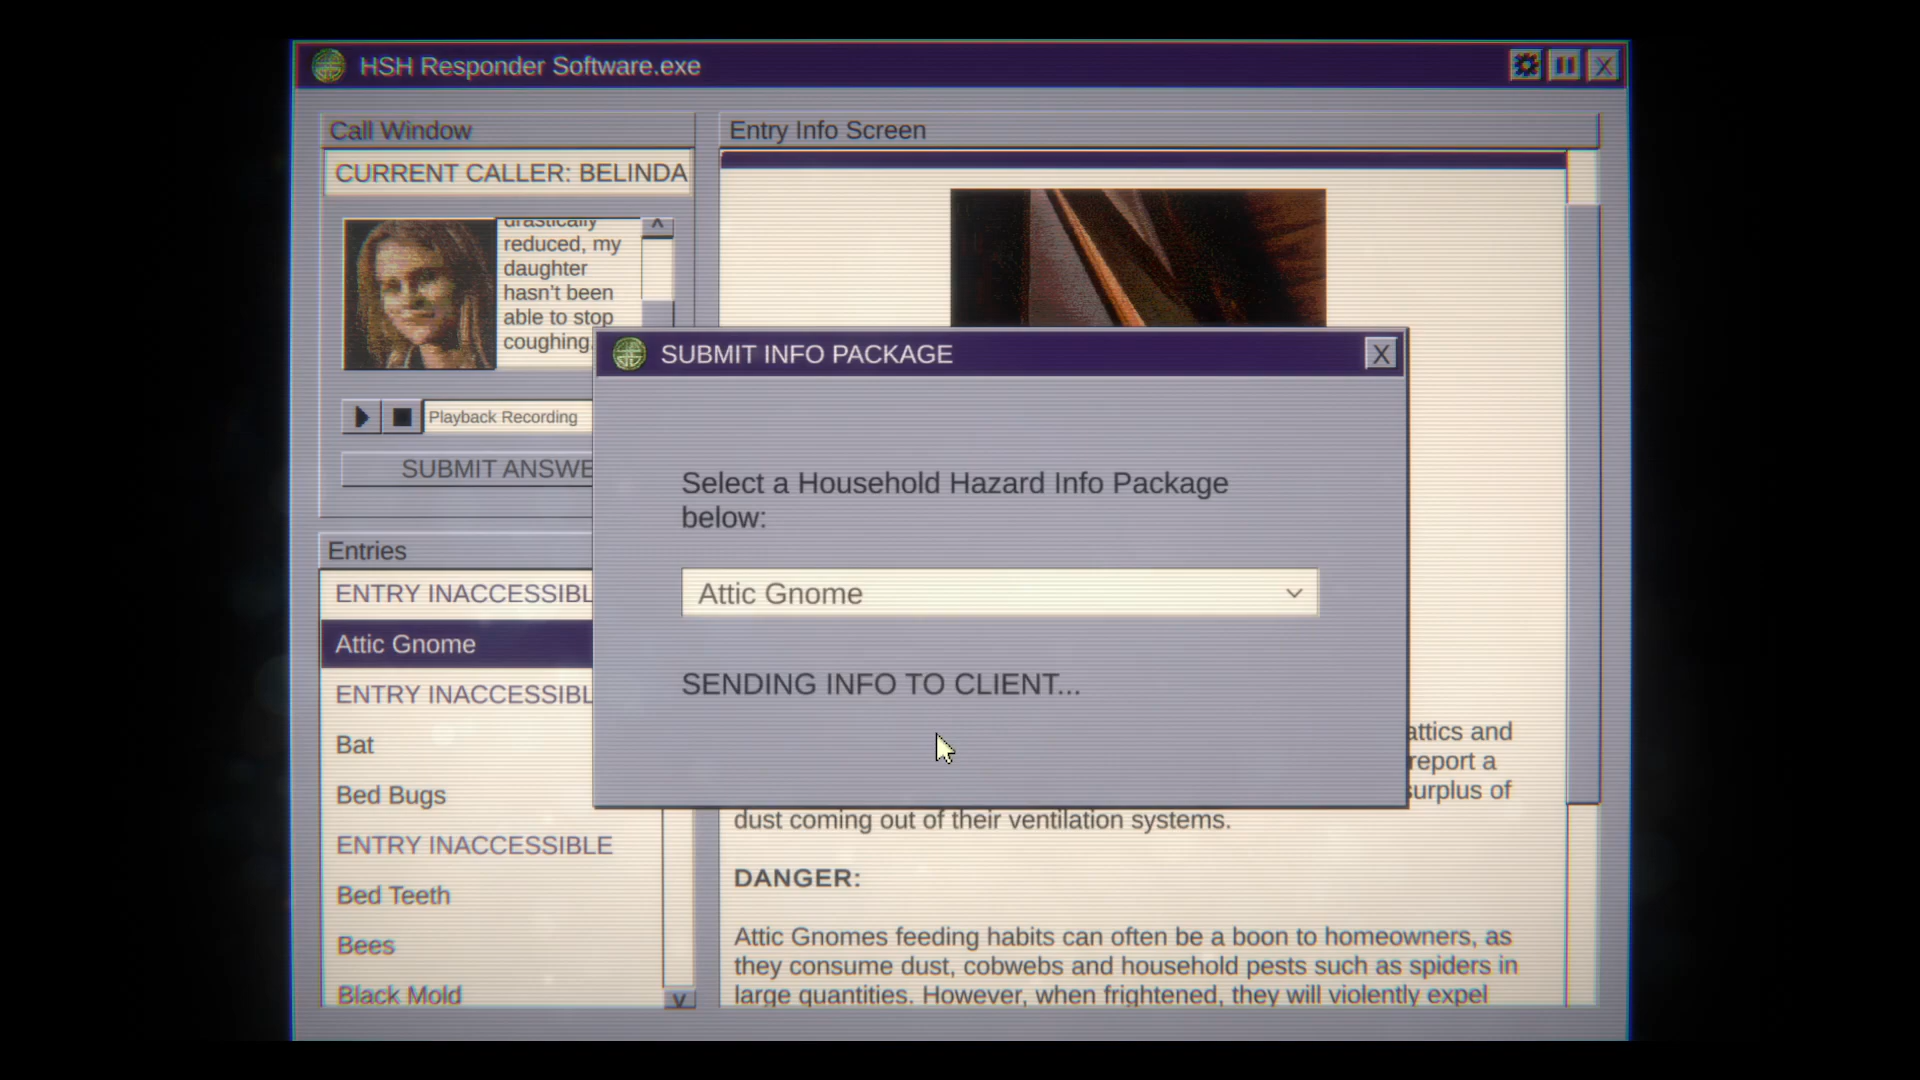 HSH Responder Software.exe
Call Window
CURRENT CALLER: BELINDA
drastically
reduced, my
daughter
hasn't been
able to stop
coughing.
Playback Recording
SUBMIT ANSWE
Entries
ENTRY INACCESSIBL
Attic Gnome
ENTRY INACCESSIBL
Bat
Bed Bugs
ENTRY INACCESSIBLE
Bed Teeth
Bees
Black Mold
Entry Info Screen
SUBMIT INFO PACKAGE
X
Select a Household Hazard Info Package
below:
Attic Gnome
SENDING INFO TO CLIENT...
attics and
report a
surplus of
dust coming out of their ventilation systems.
DANGER:
Attic Gnomes feeding habits can often be a boon to homeowners, as
they consume dust, cobwebs and household pests such as spiders in
large quantities. However, when frightened, they will violently expel